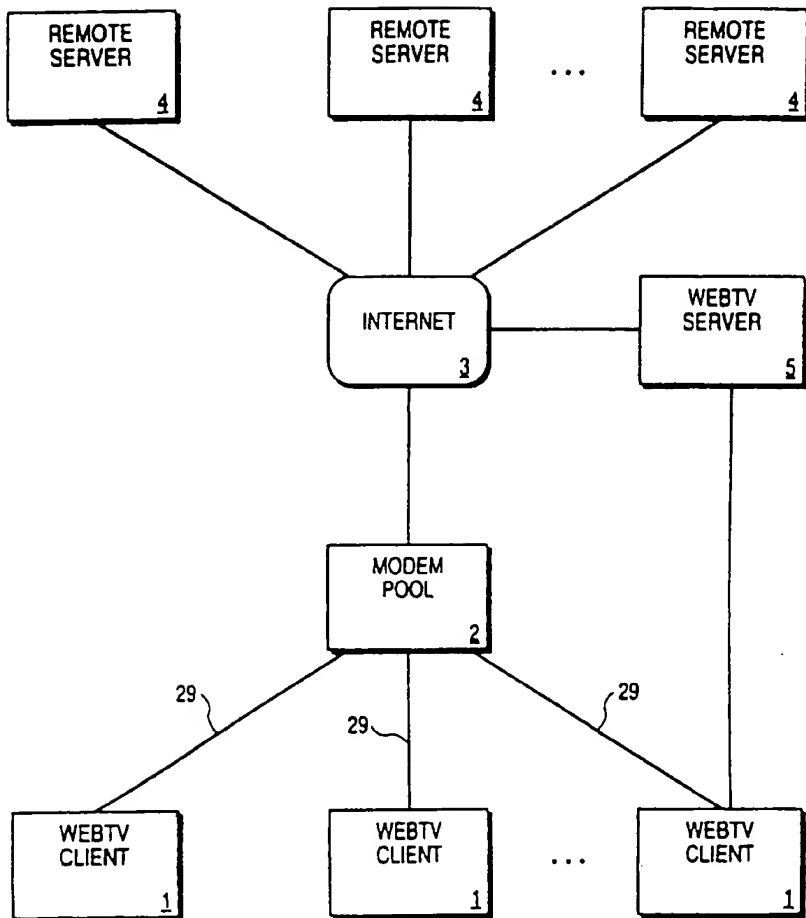 REMOTE
SERVER
4
REMOTE
SERVER
4
...
REMOTE
SERVER
4
INTERNET
3
WEBTV
SERVER
5
MODEM
POOL
2
29
29
29
WEBTV
CLIENT
1
WEBTV
CLIENT
1
...
WEBTV
CLIENT
1